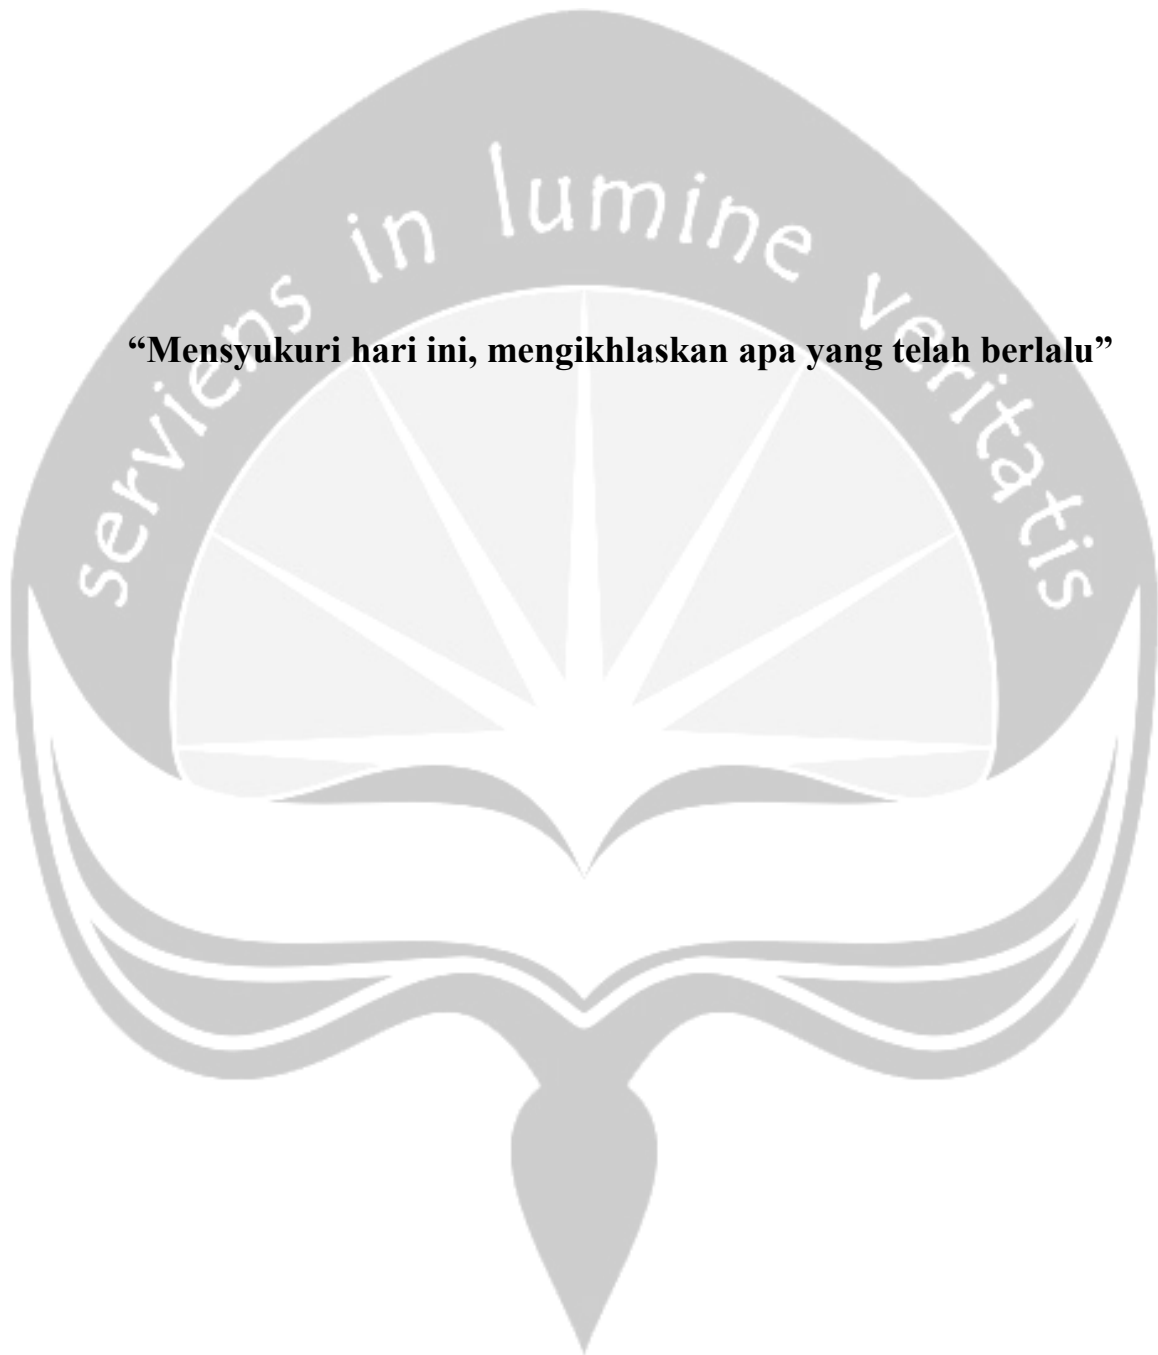 serviens in lumine veritatis
“Mensyukuri hari ini, mengikhlaskan apa yang telah berlalu”